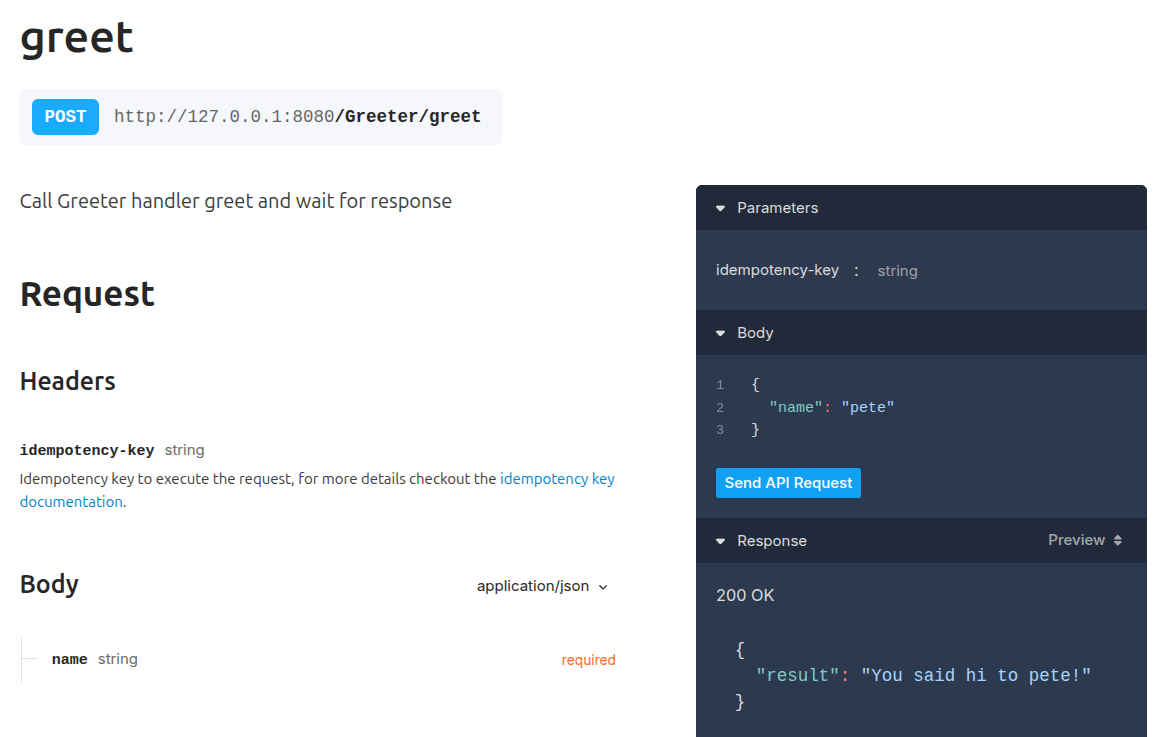 greet
POST http://127.0.0.1:8080/Greeter/greet
Call Greeter handler greet and wait for response
Request
Headers
idempotency-key string
Idempotency key to execute the request, for more details checkout the idempotency key
documentation.
Body application/json
name string required
Parameters
idempotency-key : string
Body
1 {
2 "name": "pete"
3 }
Send API Request
Response Preview
200 OK
{
"result": "You said hi to pete!"
}